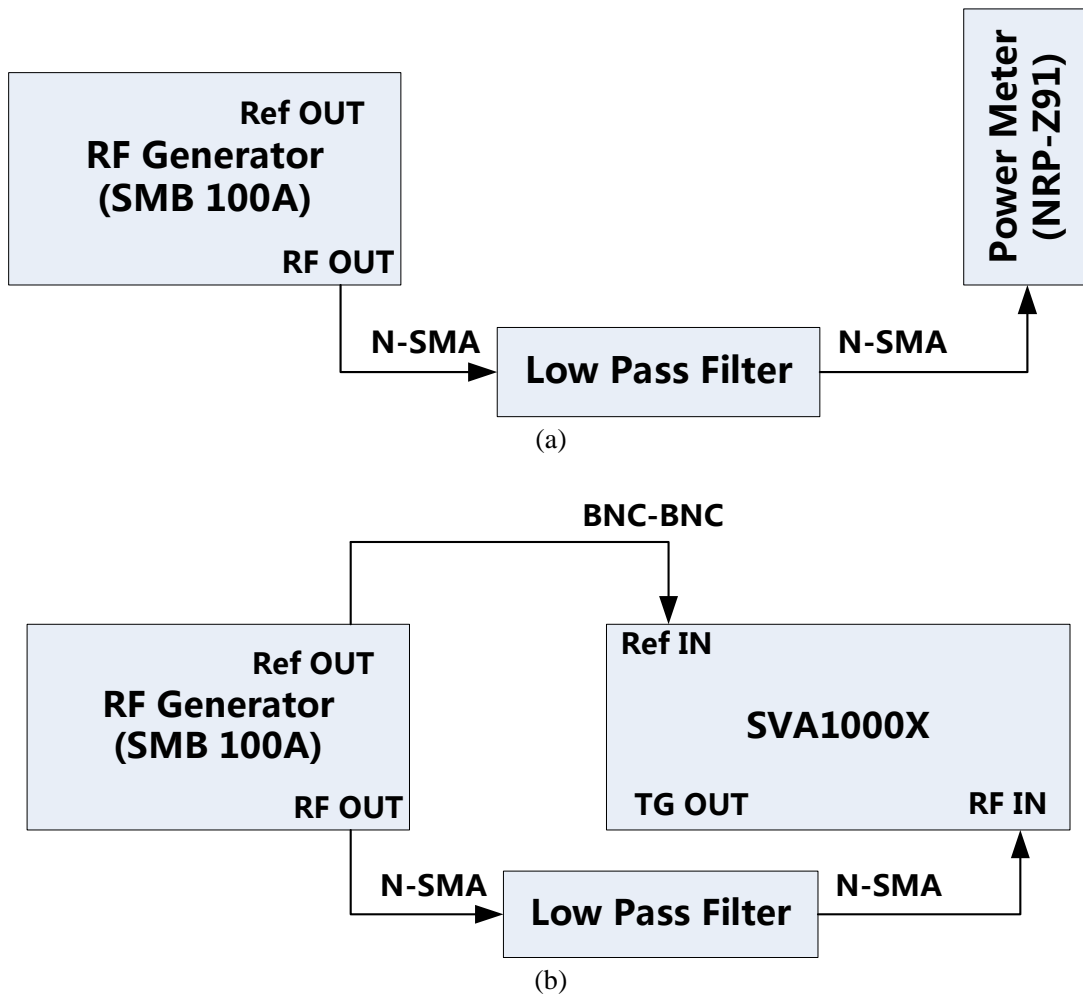 Ref OUT
RF Generator
(SMB 100A)
RF OUT
Power Meter
(NRP-Z91)
N-SMA
Low Pass Filter
N-SMA
(a)
BNC-BNC
Ref OUT
RF Generator
(SMB 100A)
RF OUT
Ref IN
SVA1000X
TG OUT
RF IN
N-SMA
Low Pass Filter
N-SMA
(b)